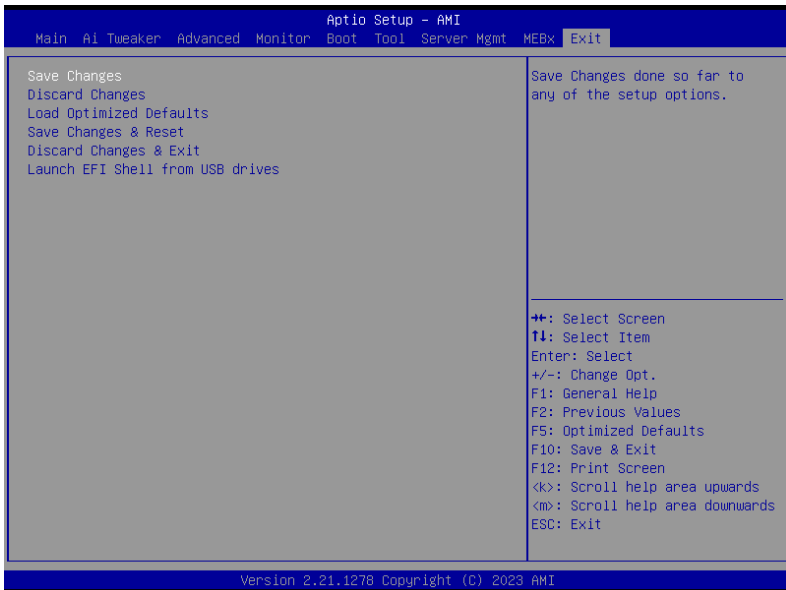 Aptio Setup – AMI
Main Ai Tweaker Advanced Monitor Boot Tool Server Mgmt MEBx Exit
Save Changes
Discard Changes
Load Optimized Defaults
Save Changes & Reset
Discard Changes & Exit
Launch EFI Shell from USB drives
Save Changes done so far to
any of the setup options.
→←: Select Screen
↑↓: Select Item
Enter: Select
+/-: Change Opt.
F1: General Help
F2: Previous Values
F5: Optimized Defaults
F10: Save & Exit
F12: Print Screen
<k>: Scroll help area upwards
<m>: Scroll help area downwards
ESC: Exit
Version 2.21.1278 Copyright (C) 2023 AMI